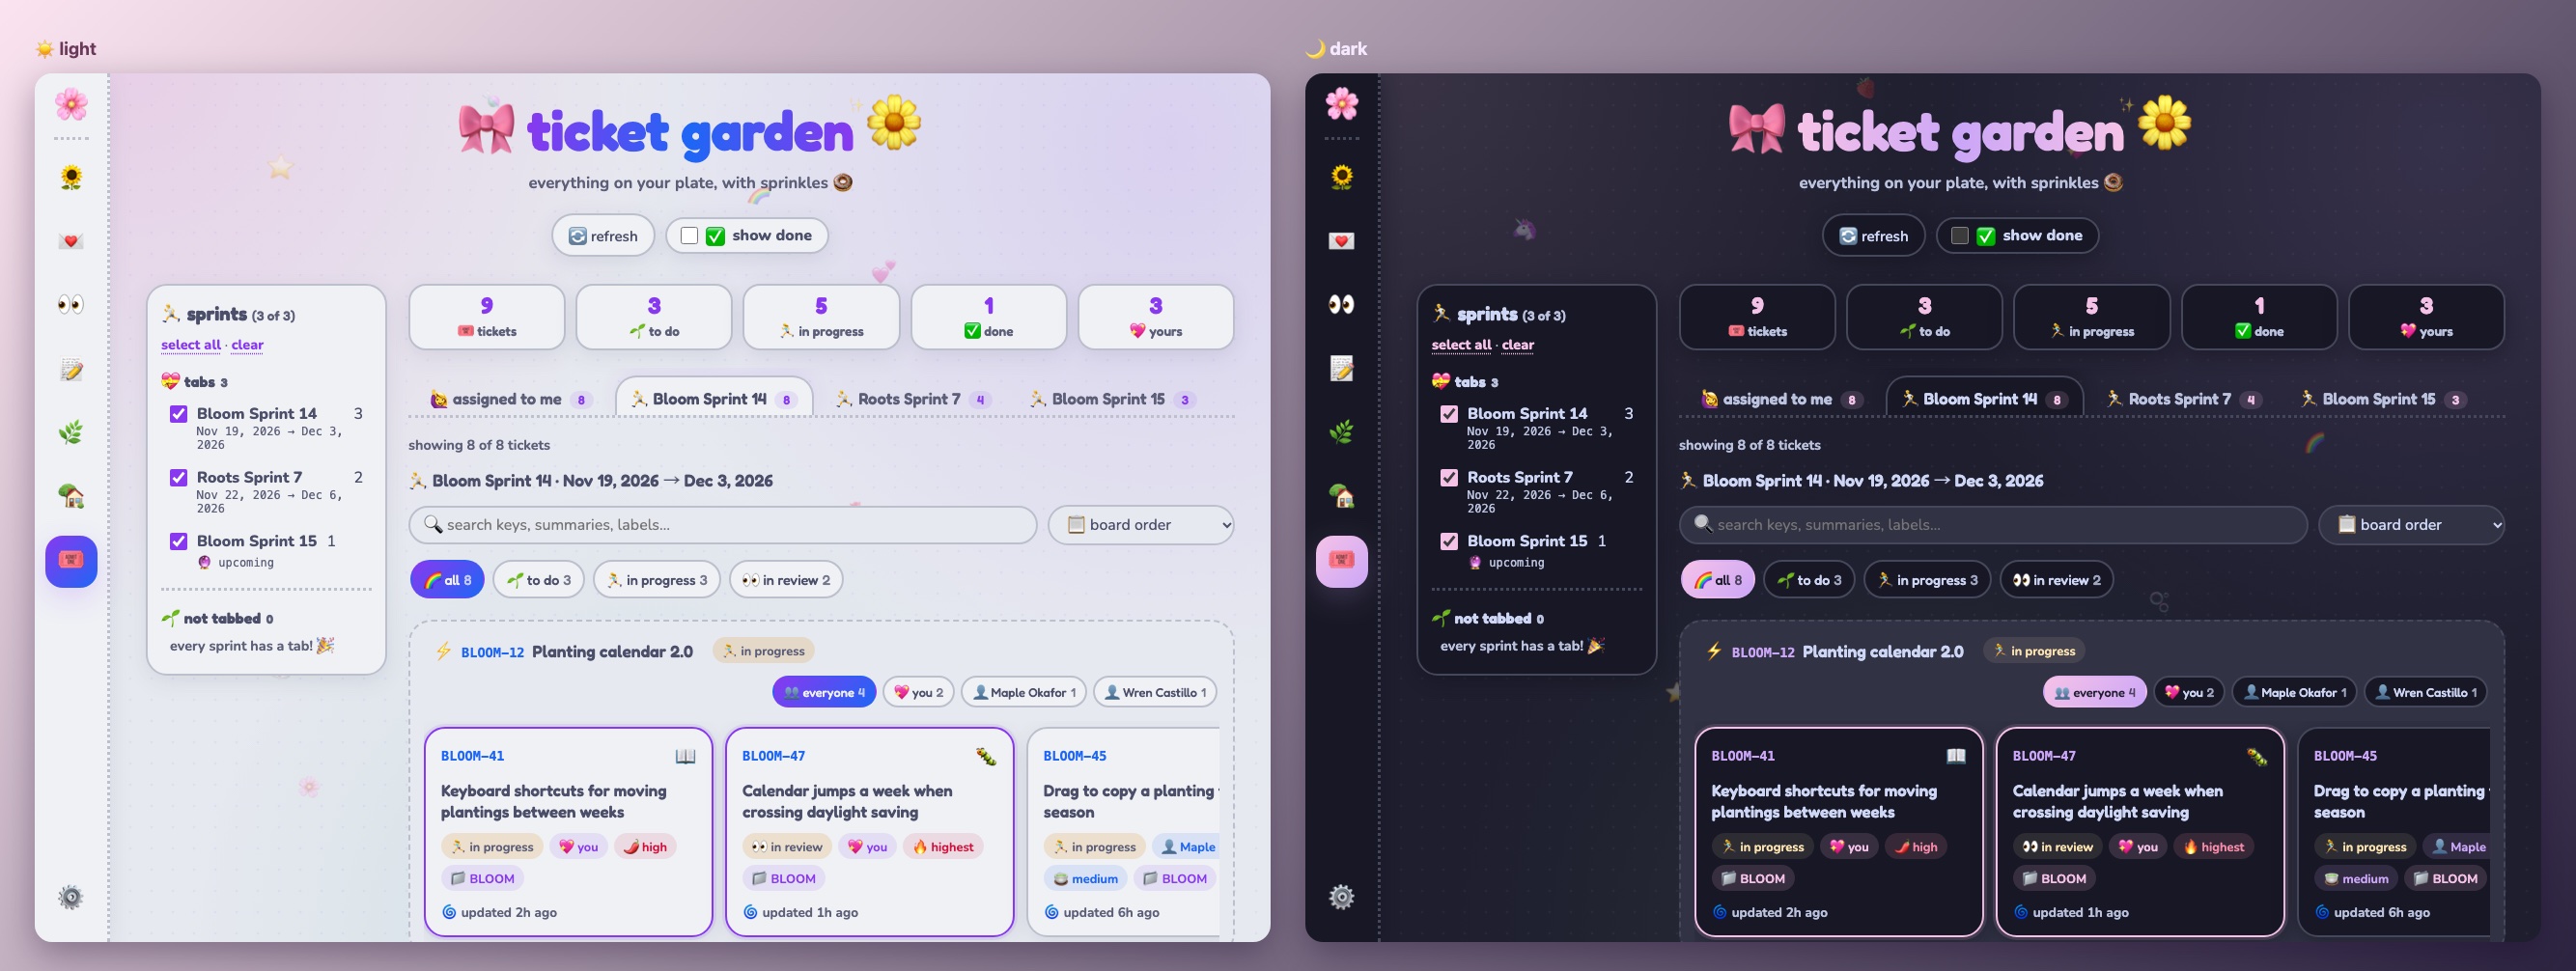 light
ticket garden
everything on your plate, with sprinkles
refresh
show done
sprints (3 of 3)
select all · clear
tabs 3
Bloom Sprint 14 3
Nov 19, 2026 → Dec 3,
2026
Roots Sprint 7 2
Nov 22, 2026 → Dec 6,
2026
Bloom Sprint 15 1
upcoming
not tabbed 0
every sprint has a tab!
9
tickets
3
to do
5
in progress
1
done
3
yours
assigned to me 8
Bloom Sprint 14 8
Roots Sprint 7 4
Bloom Sprint 15 3
showing 8 of 8 tickets
Bloom Sprint 14 · Nov 19, 2026 → Dec 3, 2026
search keys, summaries, labels...
board order
all 8
to do 3
in progress 3
in review 2
BLOOM-12 Planting calendar 2.0 in progress
everyone 4
you 2
Maple Okafor 1
Wren Castillo 1
BLOOM-41
Keyboard shortcuts for moving
plantings between weeks
in progress you high
BLOOM
updated 2h ago
BLOOM-47
Calendar jumps a week when
crossing daylight saving
in review you highest
BLOOM
updated 1h ago
BLOOM-45
Drag to copy a planting
season
in progress Maple
medium BLOOM
updated 6h ago
dark
ticket garden
everything on your plate, with sprinkles
refresh
show done
sprints (3 of 3)
select all · clear
tabs 3
Bloom Sprint 14 3
Nov 19, 2026 → Dec 3,
2026
Roots Sprint 7 2
Nov 22, 2026 → Dec 6,
2026
Bloom Sprint 15 1
upcoming
not tabbed 0
every sprint has a tab!
9
tickets
3
to do
5
in progress
1
done
3
yours
assigned to me 8
Bloom Sprint 14 8
Roots Sprint 7 4
Bloom Sprint 15 3
showing 8 of 8 tickets
Bloom Sprint 14 · Nov 19, 2026 → Dec 3, 2026
search keys, summaries, labels...
board order
all 8
to do 3
in progress 3
in review 2
BLOOM-12 Planting calendar 2.0 in progress
everyone 4
you 2
Maple Okafor 1
Wren Castillo 1
BLOOM-41
Keyboard shortcuts for moving
plantings between weeks
in progress you high
BLOOM
updated 2h ago
BLOOM-47
Calendar jumps a week when
crossing daylight saving
in review you highest
BLOOM
updated 1h ago
BLOOM-45
Drag to copy a planting
season
in progress Maple
medium BLOOM
updated 6h ago